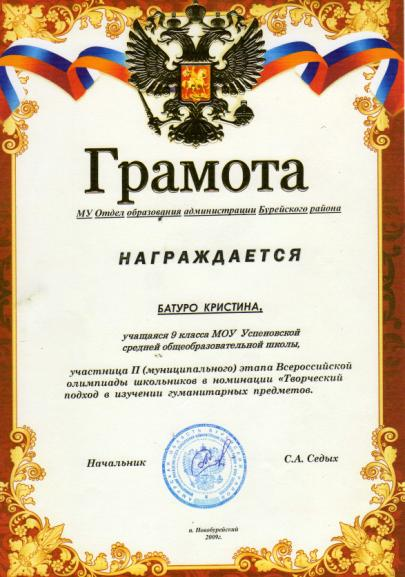 Грамота
МУ Отдел образования администрации Бурейского района
НАГРАЖДАЕТСЯ
БАТУРО КРИСТИНА,
учащаяся 9 класса МОУ Успеновской
средней общеобразовательной школы,
участница II (муниципального) этапа Всероссийской
олимпиады школьников в номинации «Творческий
подход в изучении гуманитарных предметов.
Начальник С.А. Седых
п. Новобурейский
2009г.